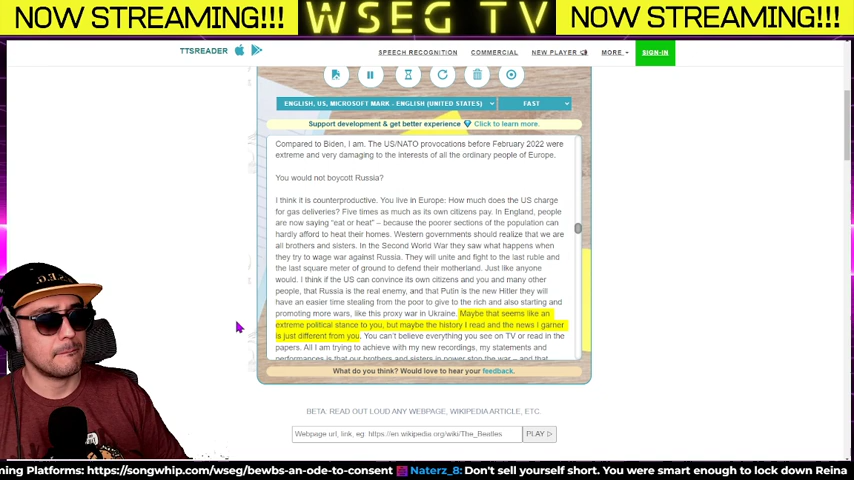 NOW STREAMING!!!
WSEG TV
NOW STREAMING!!!
TTSREADER
SPEECH RECOGNITION
COMMERCIAL
NEW PLAYER
MORE
SIGN-IN
ENGLISH, US, MICROSOFT MARK - ENGLISH (UNITED STATES)
FAST
Support development & get better experience 💎 Click to learn more.
Compared to Biden, I am. The US/NATO provocations before February 2022 were
extreme and very damaging to the interests of all the ordinary people of Europe.
You would not boycott Russia?
I think it is counterproductive. You live in Europe: How much does the US charge
for gas deliveries? Five times as much as its own citizens pay. In England, people
are now saying "eat or heat" – because the poorer sections of the population can
hardly afford to heat their homes. Western governments should realize that we are
all brothers and sisters. In the Second World War they saw what happens when
they try to wage war against Russia. They will unite and fight to the last ruble and
the last square meter of ground to defend their motherland. Just like anyone
would. I think if the US can convince its own citizens and you and many other
people, that Russia is the real enemy, and that Putin is the new Hitler they will
have an easier time stealing from the poor to give to the rich and also starting and
promoting more wars, like this proxy war in Ukraine. Maybe that seems like an
extreme political stance to you, but maybe the history I read and the news I garner
is just different from you. You can't believe everything you see on TV or read in the
papers. All I am trying to achieve with my new recordings, my statements and
performances is that our brothers and sisters in power stop the war – and that
What do you think? Would love to hear your feedback.
BETA: READ OUT LOUD ANY WEBPAGE, WIKIPEDIA ARTICLE, ETC.
Webpage url, link, eg: https://en.wikipedia.org/wiki/The_Beatles
PLAY ▷
ming Platforms: https://songwhip.com/wseg/bewbs-an-ode-to-consent Naterz_8: Don't sell yourself short. You were smart enough to lock down Reina